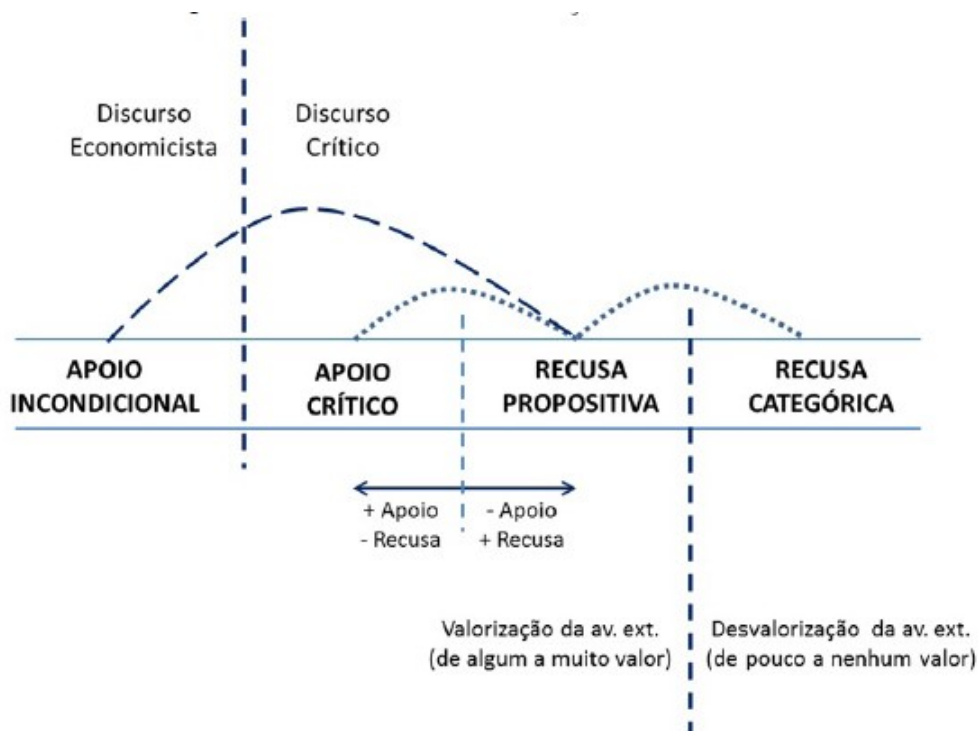 Discurso
Economicista
Discurso
Crítico
APOIO
INCONDICIONAL
APOIO
CRÍTICO
RECUSA
PROPOSITIVA
RECUSA
CATEGÓRICA
+ Apoio
- Recusa
- Apoio
+ Recusa
Valorização da av. ext.
(de algum a muito valor)
Desvalorização da av. ext.
(de pouco a nenhum valor)